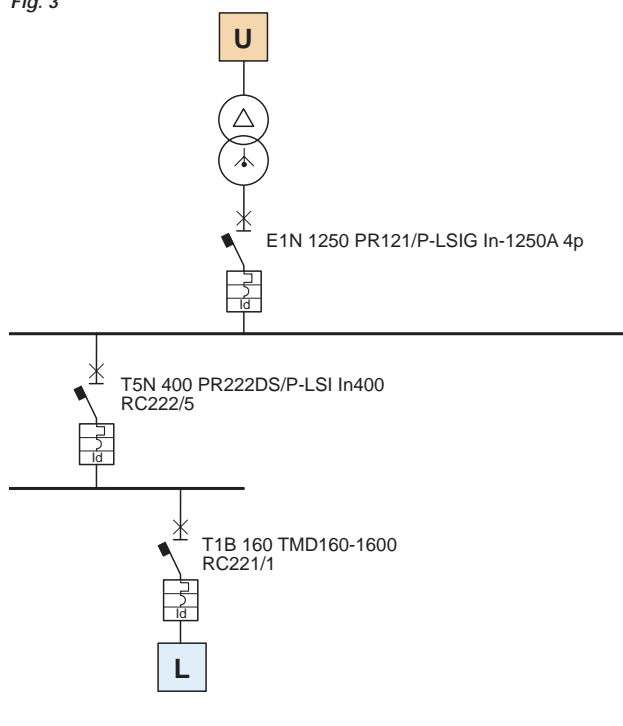 Fig. 3
U
E1N 1250 PR121/P-LSIG In-1250A 4p
Id
T5N 400 PR222DS/P-LSI In400
RC222/5
Id
T1B 160 TMD160-1600
RC221/1
Id
L